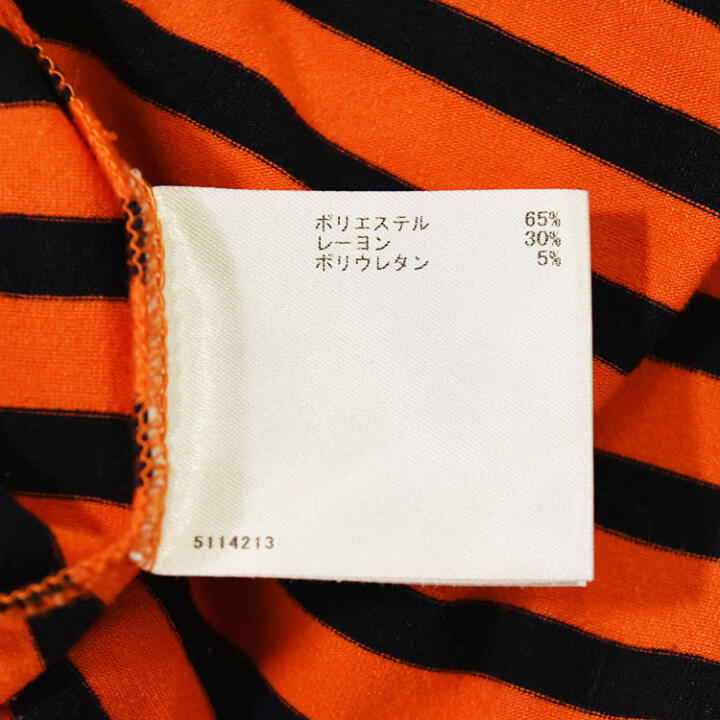 ポリエステル 65%
レーヨン 30%
ポリウレタン 5%
5114213